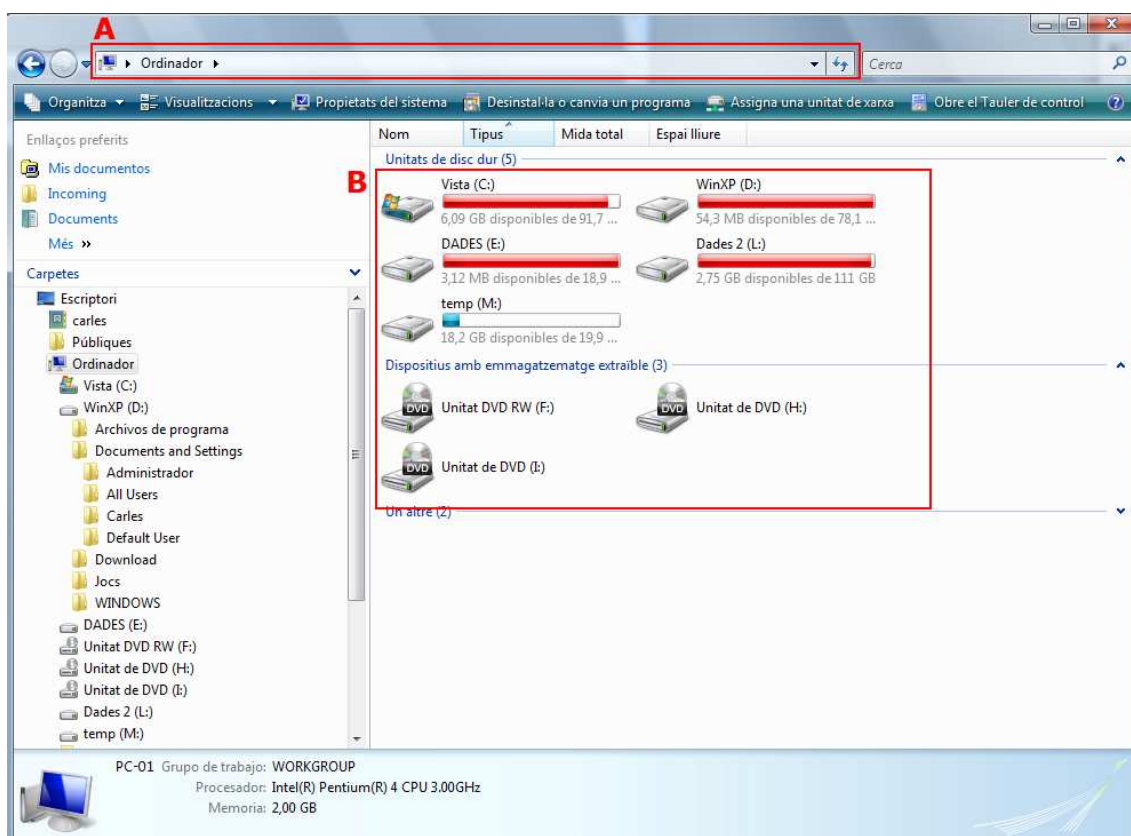 A
Ordinador
Cerca
Organitza Visualitzacions Propietats del sistema Desinstal·la o canvia un programa Assigna una unitat de xarxa Obre el Tauler de control
Enllaços preferits
Mis documentos
Incoming
Documents
Més »
Carpetes
Escriptori
carles
Públiques
Ordinador
Vista (C:)
WinXP (D:)
Archivos de programa
Documents and Settings
Administrador
All Users
Carles
Default User
Download
Jocs
WINDOWS
DADES (E:)
Unitat DVD RW (F:)
Unitat de DVD (H:)
Unitat de DVD (I:)
Dades 2 (L:)
temp (M:)
Nom Tipus Mida total Espai lliure
Unitats de disc dur (5)
B
Vista (C:)
6,09 GB disponibles de 91,7 ...
WinXP (D:)
54,3 MB disponibles de 78,1 ...
DADES (E:)
3,12 MB disponibles de 18,9 ...
Dades 2 (L:)
2,75 GB disponibles de 111 GB
temp (M:)
18,2 GB disponibles de 19,9 ...
Dispositius amb emmagatzematge extraïble (3)
DVD
Unitat DVD RW (F:)
DVD
Unitat de DVD (H:)
DVD
Unitat de DVD (I:)
Un altre (2)
PC-01 Grupo de trabajo: WORKGROUP
Procesador: Intel(R) Pentium(R) 4 CPU 3.00GHz
Memoria: 2,00 GB